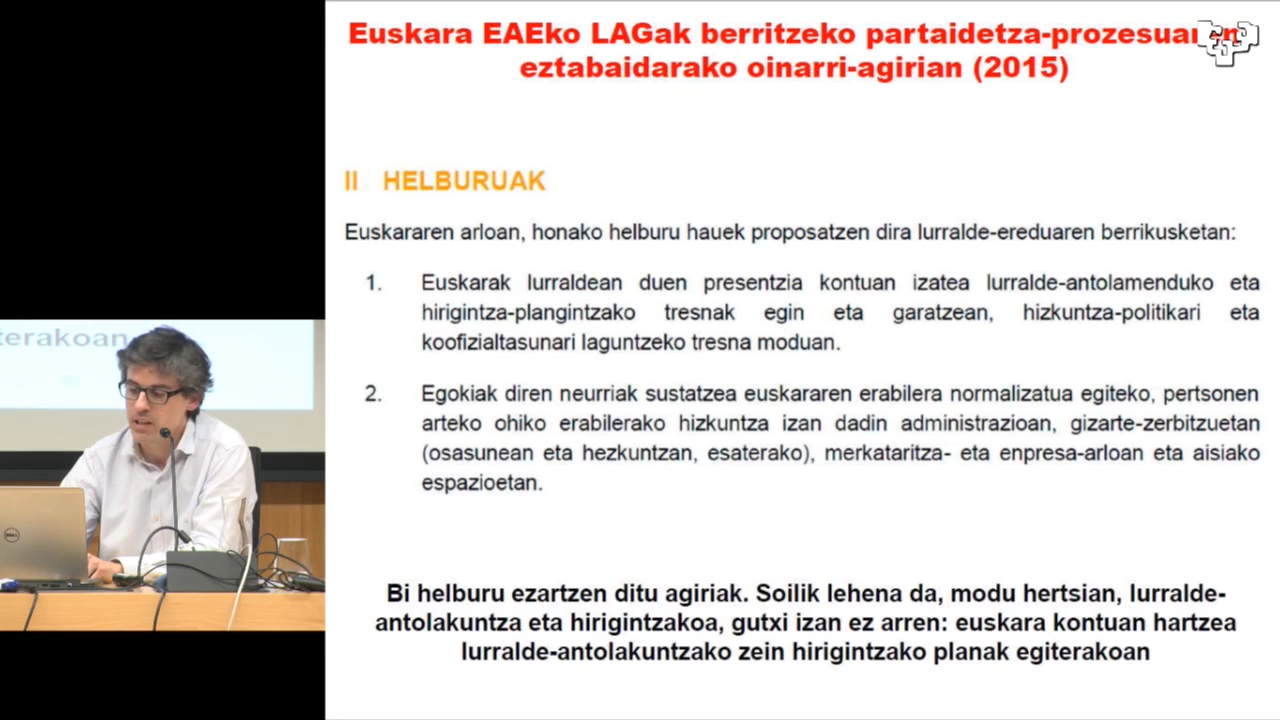 Euskara EAEko LAGak berritzeko partaidetza-prozesuaren
eztabaidarako oinarri-agirian (2015)
II HELBURUAK
Euskararen arloan, honako helburu hauek proposatzen dira lurralde-ereduaren berrikusketan:
1. Euskarak lurraldean duen presentzia kontuan izatea lurralde-antolamenduko eta
hirigintza-plangintzako tresnak egin eta garatzean, hizkuntza-politikari eta
koofizialtasunari laguntzeko tresna moduan.
2. Egokiak diren neurriak sustatzea euskararen erabilera normalizatua egiteko, pertsonen
arteko ohiko erabilerako hizkuntza izan dadin administrazioan, gizarte-zerbitzuetan
(osasunean eta hezkuntzan, esaterako), merkataritza- eta enpresa-arloan eta aisiako
espazioetan.
Bi helburu ezartzen ditu agiriak. Soilik lehena da, modu hertsian, lurralde-
antolakuntza eta hirigintzakoa, gutxi izan ez arren: euskara kontuan hartzea
lurralde-antolakuntzako zein hirigintzako planak egiterakoan
terakoan
DELL